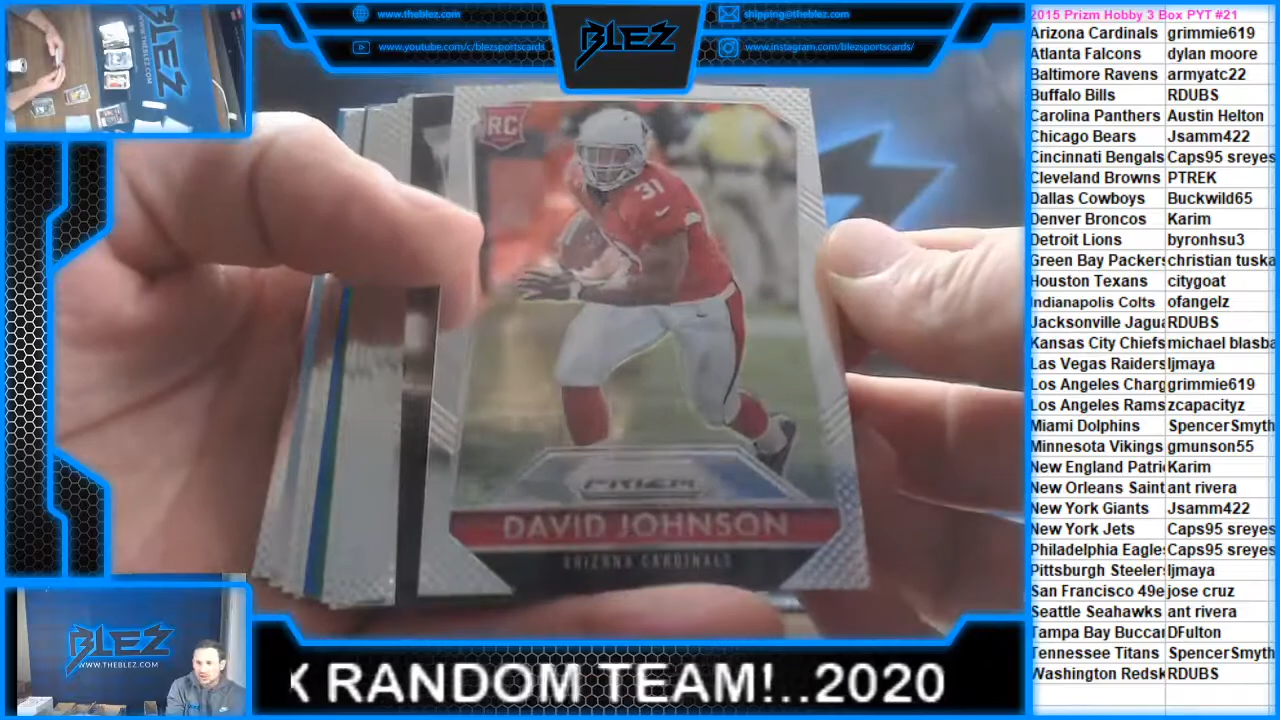 www.theblez.com
shipping@theblez.com
www.youtube.com/c/blezsportscards
www.instagram.com/blezsportscards/
BLEZ
2015 Prizm Hobby 3 Box PYT #21
Arizona Cardinals grimmie619
Atlanta Falcons dylan moore
Baltimore Ravens armyatc22
Buffalo Bills RDUBS
Carolina Panthers Austin Helton
Chicago Bears Jsamm422
Cincinnati Bengals Caps95 sreyes
Cleveland Browns PTREK
Dallas Cowboys Buckwild65
Denver Broncos Karim
Detroit Lions byronhsu3
Green Bay Packers christian tuska
Houston Texans citygoat
Indianapolis Colts ofangelz
Jacksonville Jagua RDUBS
Kansas City Chiefs michael blasba
Las Vegas Raiders ljmaya
Los Angeles Charg grimmie619
Los Angeles Rams zcapacityz
Miami Dolphins SpencerSmyth
Minnesota Vikings gmunson55
New England Patri Karim
New Orleans Saint ant rivera
New York Giants Jsamm422
New York Jets Caps95 sreyes
Philadelphia Eagle Caps95 sreyes
Pittsburgh Steeler ljmaya
San Francisco 49e jose cruz
Seattle Seahawks ant rivera
Tampa Bay Buccar DFulton
Tennessee Titans SpencerSmyth
Washington Redsk RDUBS
RC
31
PRIZM
DAVID JOHNSON
ARIZONA CARDINALS
BLEZ
WWW.THEBLEZ.COM
X RANDOM TEAM!..2020